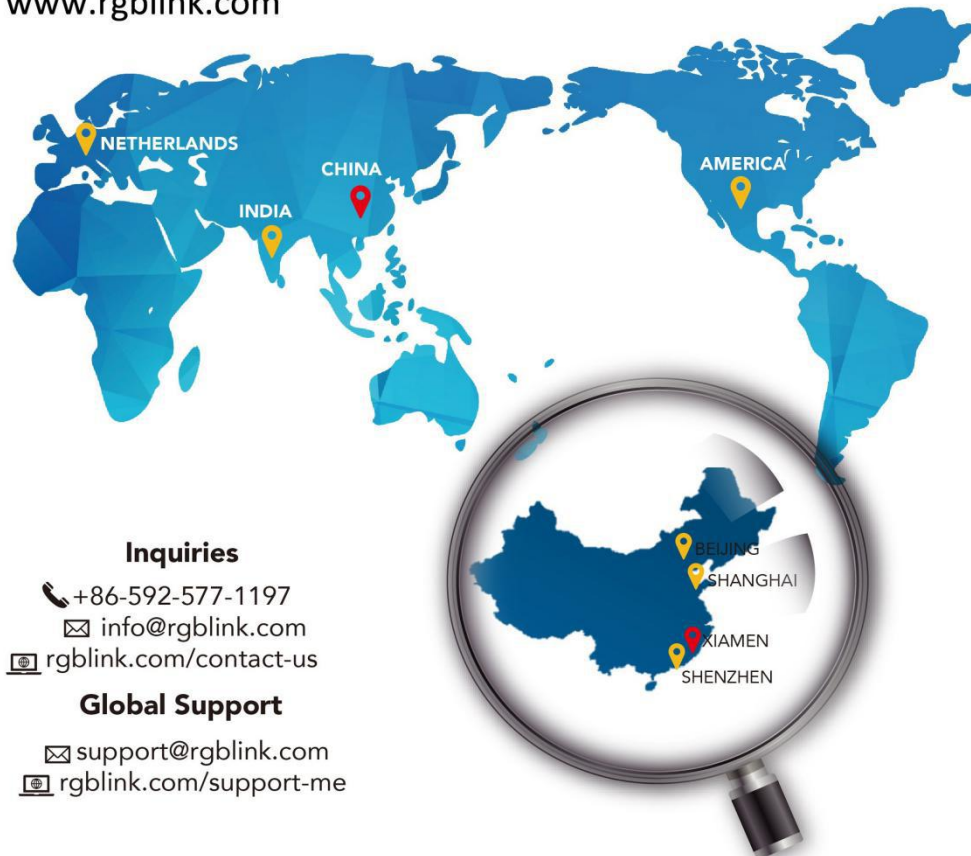 www.rgblink.com
NETHERLANDS
CHINA
INDIA
AMERICA
BEIJING
SHANGHAI
XIAMEN
SHENZHEN
Inquiries
+86-592-577-1197
info@rgblink.com
rgblink.com/contact-us
Global Support
support@rgblink.com
rgblink.com/support-me